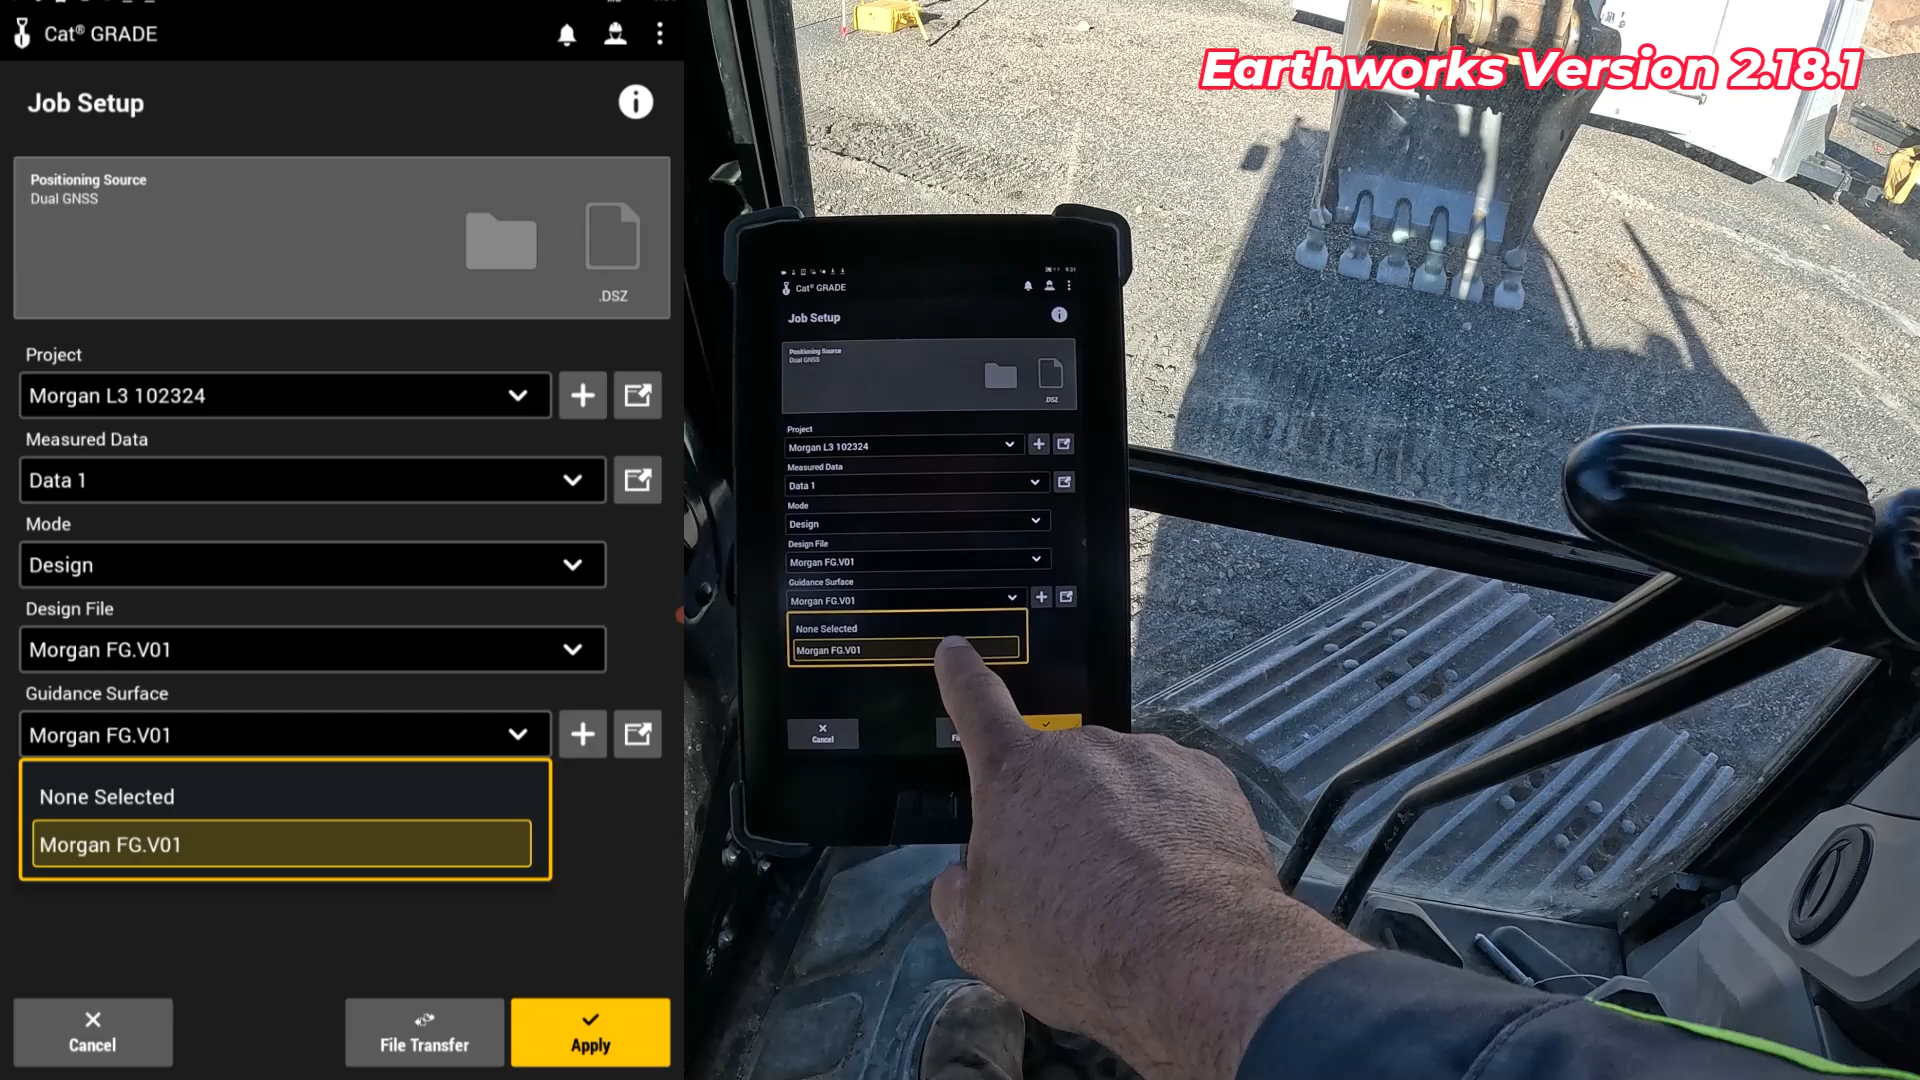 Cat® GRADE
Job Setup
i
Positioning Source
Dual GNSS
.DSZ
Project
Morgan L3 102324
Measured Data
Data 1
Mode
Design
Design File
Morgan FG.V01
Guidance Surface
Morgan FG.V01
None Selected
Morgan FG.V01
Cancel
File Transfer
Apply
Earthworks Version 2.18.1
9:31
Cat® GRADE
Job Setup
i
Positioning Source
Dual GNSS
.DSZ
Project
Morgan L3 102324
Measured Data
Data 1
Mode
Design
Design File
Morgan FG.V01
Guidance Surface
Morgan FG.V01
None Selected
Morgan FG.V01
Cancel